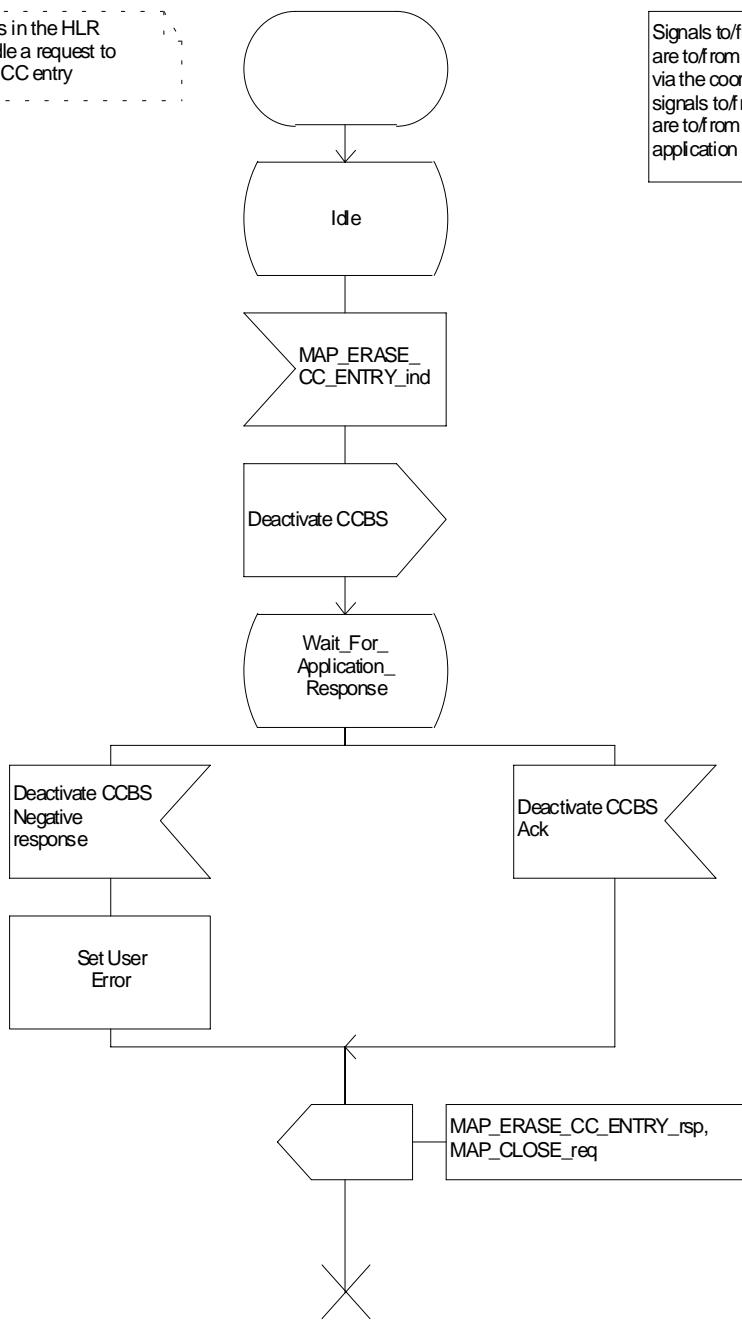 in the HLR
a request to
CC entry
Signals to/f
are to/from
via the
signals to/f
are to/from
application
Idle
MAP_ERASE_
CC_ENTRY_ind
Deactivate CCBS
Wait_For_
Application_
Response
Deactivate CCBS
Negative
response
Deactivate CCBS
Ack
Set User
Error
MAP_ERASE_CC_ENTRY_rsp,
MAP_CLOSE_req